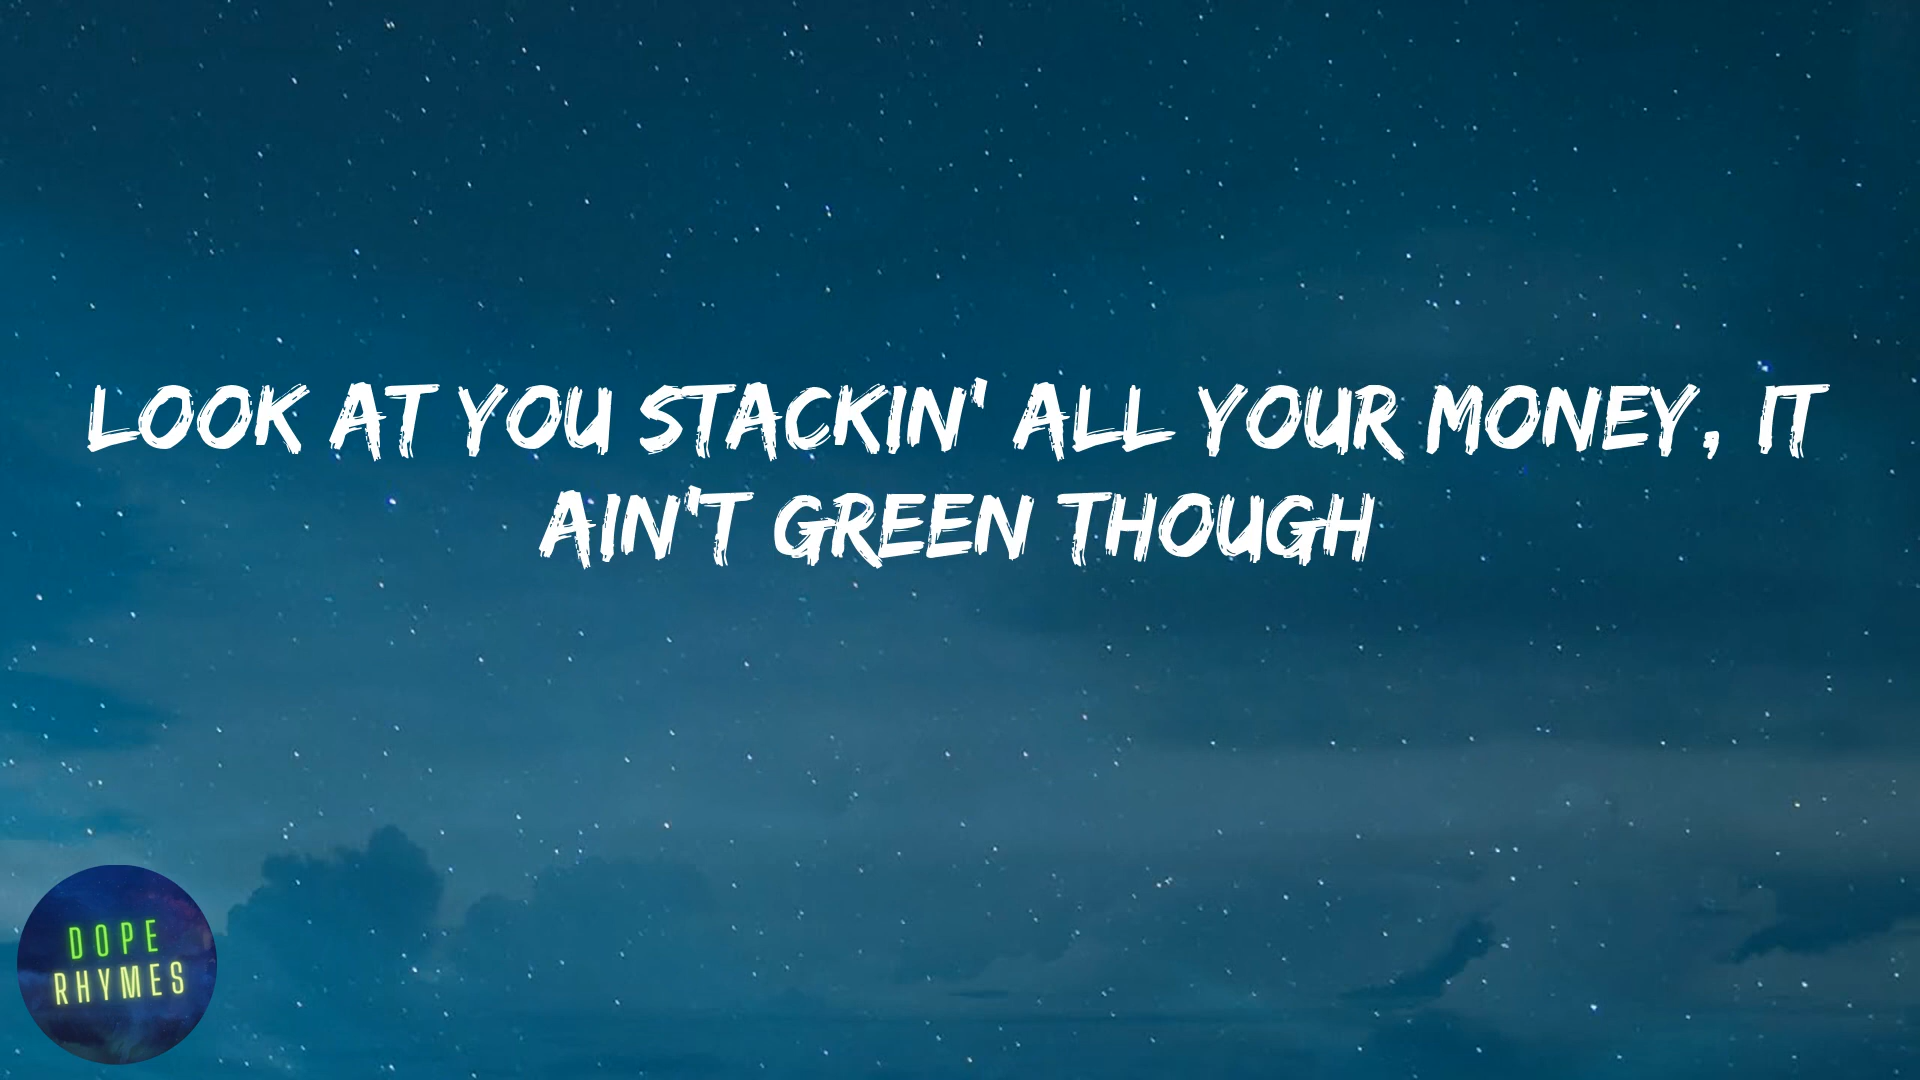 LOOK AT YOU STACKIN' ALL YOUR MONEY, IT
AIN'T GREEN THOUGH
DOPE
RHYMES